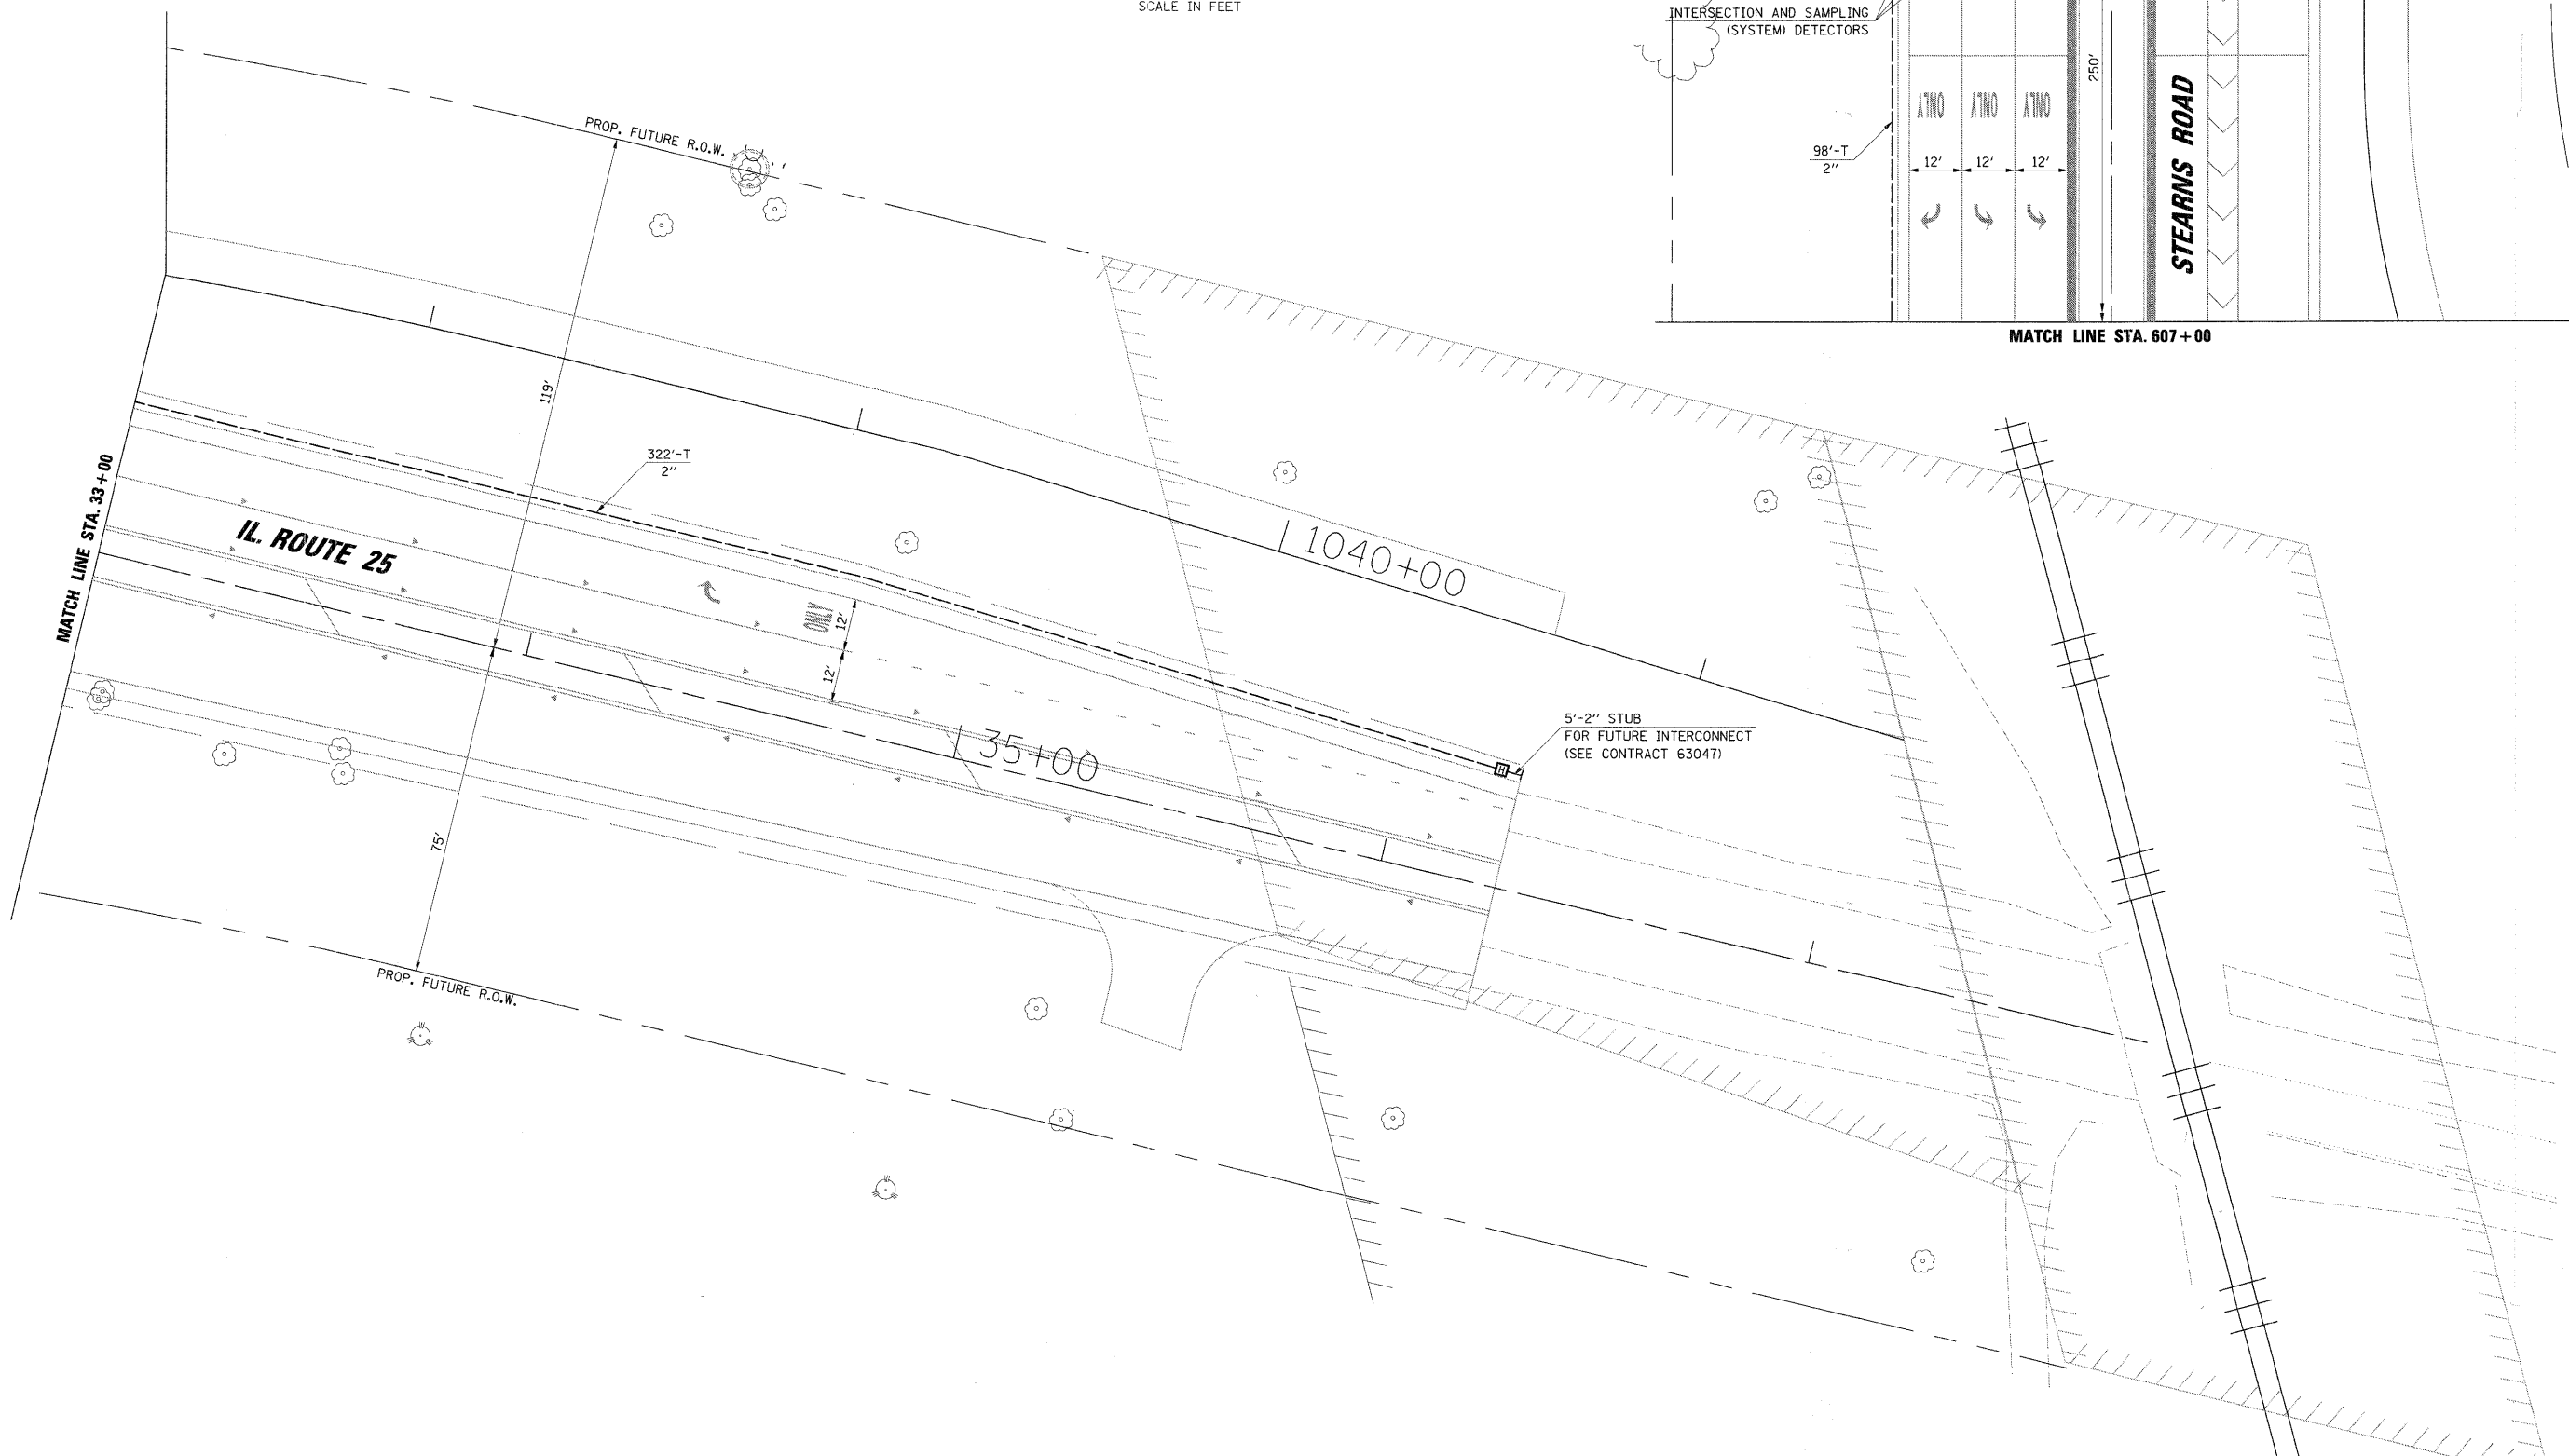 SCALE IN FEET
INTERSECTION AND SAMPLING
(SYSTEM) DETECTORS
250'
ONLY ONLY ONLY
98'-T
2"
12' 12' 12'
STEARNS ROAD
MATCH LINE STA. 607+00
PROP. FUTURE R.O.W.
119'
322'-T
2"
MATCH LINE STA. 33+00
IL. ROUTE 25
1040+00
ONLY
12'
12'
35+00
5'-2" STUB
FOR FUTURE INTERCONNECT
(SEE CONTRACT 63047)
H
75'
PROP. FUTURE R.O.W.